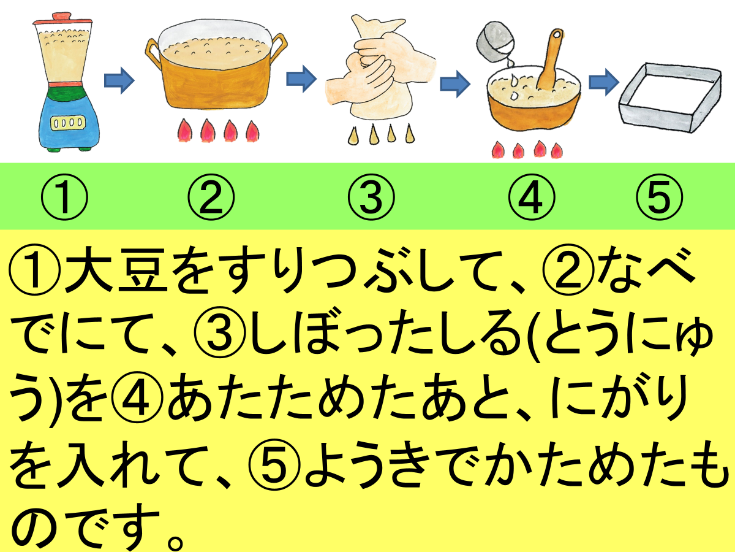 ① ② ③ ④ ⑤
①大豆をすりつぶして、②なべ
でにて、③しぼったしる(とうにゅ
う)を④あたためたあと、にがり
を入れて、⑤ようきでかためたも
のです。